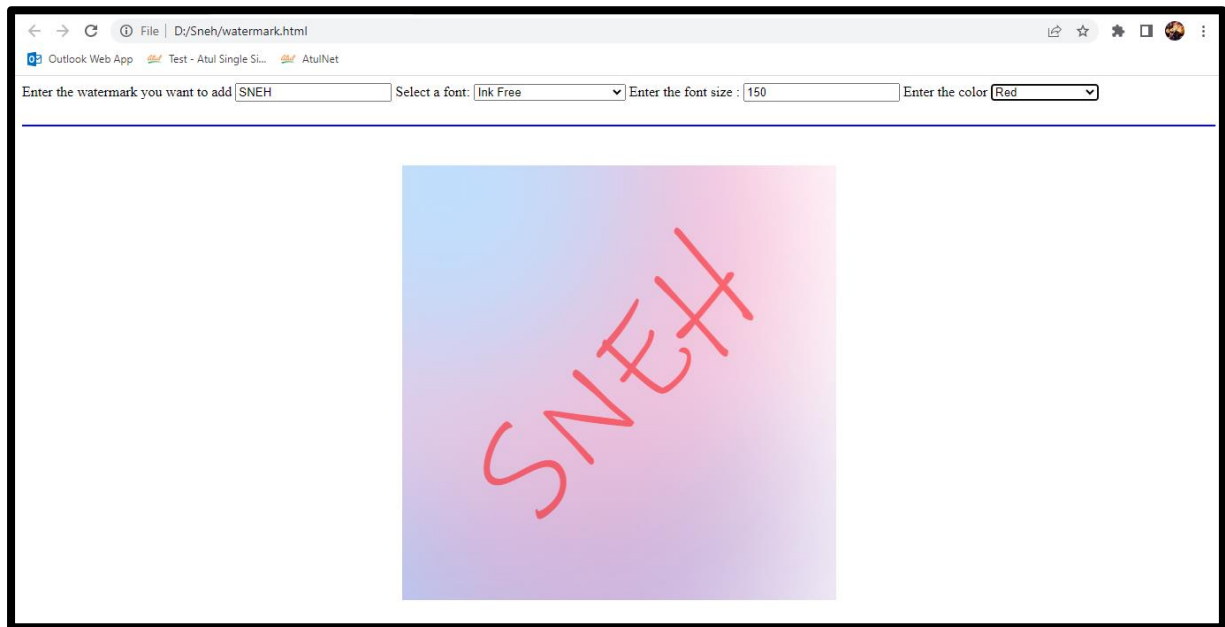 File | D:/Sneh/watermark.html
Outlook Web App Test - Atul Single Si... AtulNet
Enter the watermark you want to add SNEH Select a font: Ink Free Enter the font size : 150 Enter the color Red
SNEH